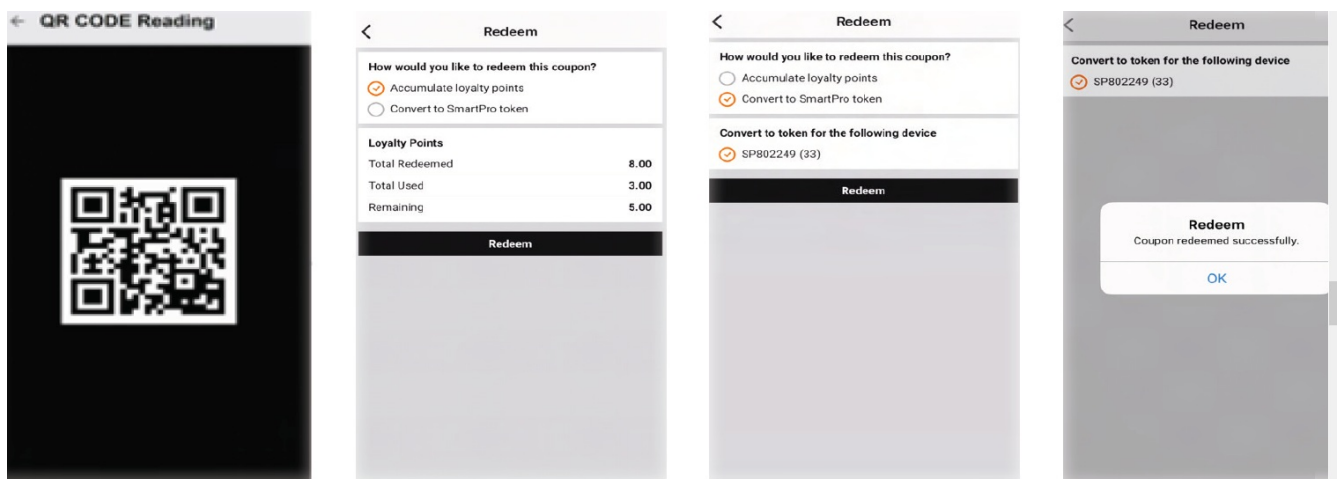 ← QR CODE Reading
Redeem
How would you like to redeem this coupon?
Accumulate loyalty points
Convert to SmartPro token
Loyalty Points
Total Redeemed 8.00
Total Used 3.00
Remaining 5.00
Redeem
Redeem
How would you like to redeem this coupon?
Accumulate loyalty points
Convert to SmartPro token
Convert to token for the following device
SP802249 (33)
Redeem
Redeem
Convert to token for the following device
SP802249 (33)
Redeem
Coupon redeemed successfully.
OK